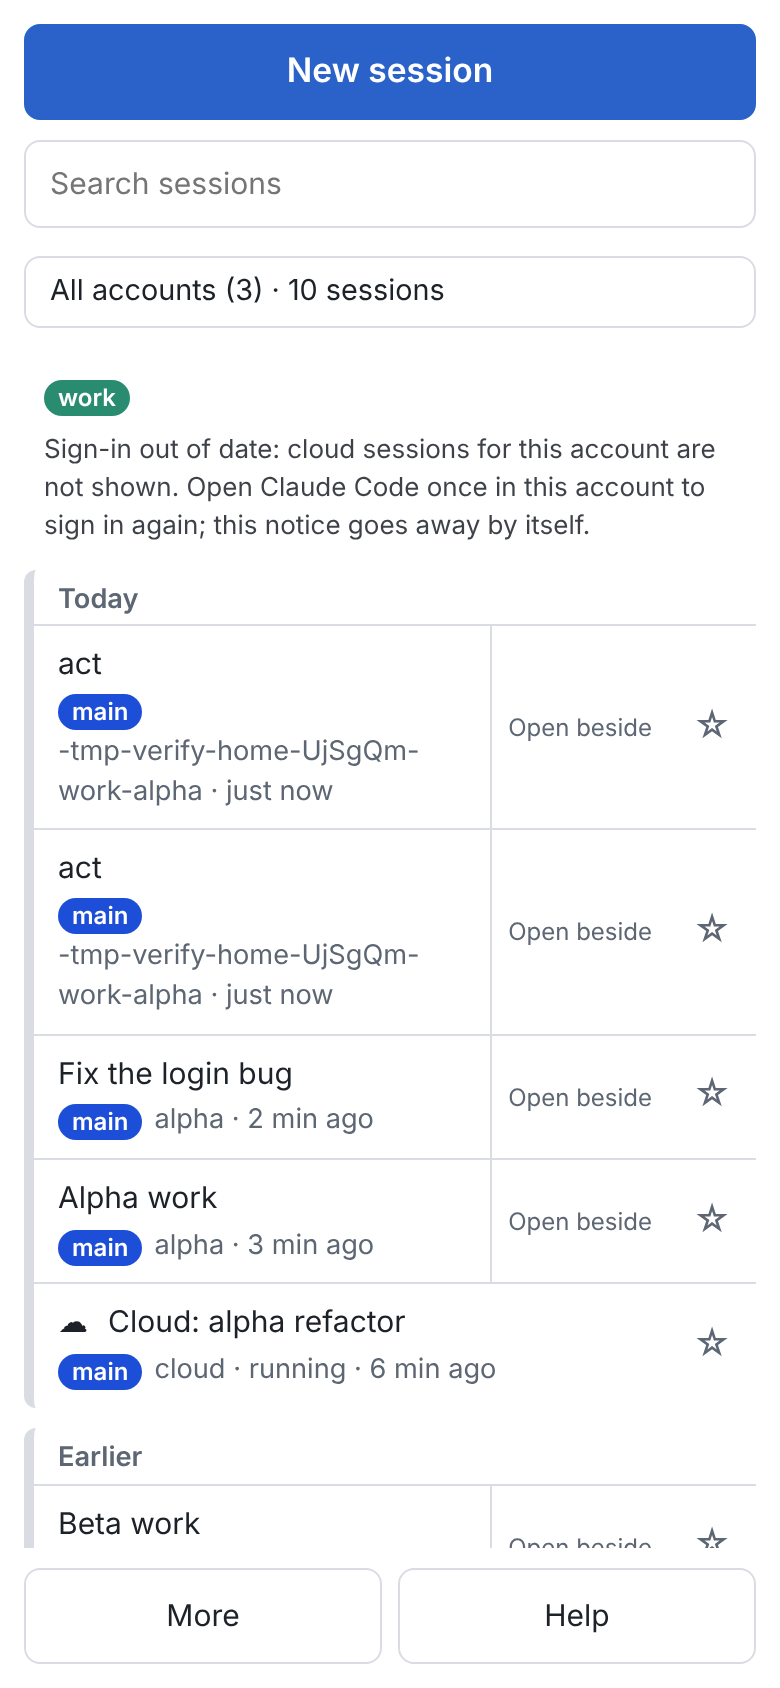 New session
Search sessions
All accounts (3) · 10 sessions
work
Sign-in out of date: cloud sessions for this account are
not shown. Open Claude Code once in this account to
sign in again; this notice goes away by itself.
Today
act
main
-tmp-verify-home-UjSgQm-
work-alpha · just now
Open beside ☆
act
main
-tmp-verify-home-UjSgQm-
work-alpha · just now
Open beside ☆
Fix the login bug
main alpha · 2 min ago
Open beside ☆
Alpha work
main alpha · 3 min ago
Open beside ☆
☁ Cloud: alpha refactor
main cloud · running · 6 min ago
☆
Earlier
Beta work
Open beside ☆
More
Help